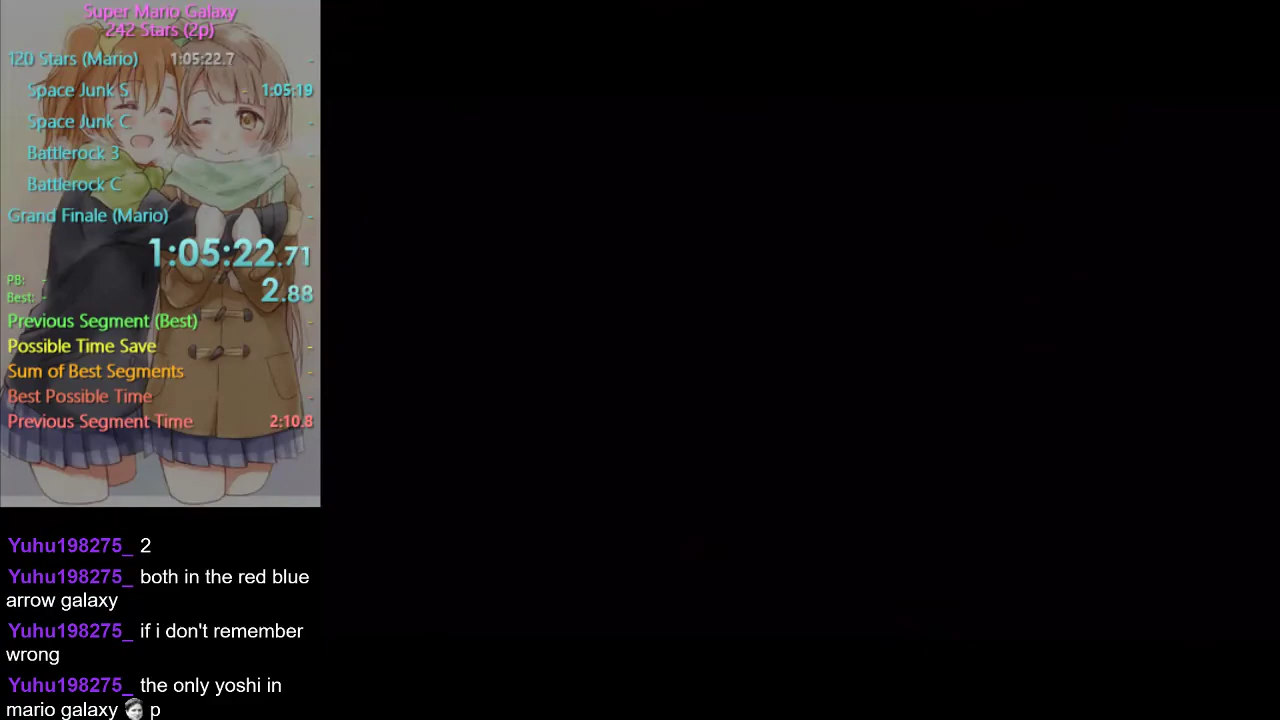 Super Mario Galaxy
242 Stars (2p)
120 Stars (Mario) 1:05:22.7 -
Space Junk S - 1:05:19
Space Junk C -
Battlerock 3 -
Battlerock C -
Grand Finale (Mario) -
1:05:22.71
PB: -
Best: - 2.88
Previous Segment (Best) -
Possible Time Save -
Sum of Best Segments -
Best Possible Time -
Previous Segment Time 2:10.8
Yuhu198275_ 2
Yuhu198275_ both in the red blue
arrow galaxy
Yuhu198275_ if i don't remember
wrong
Yuhu198275_ the only yoshi in
mario galaxy p